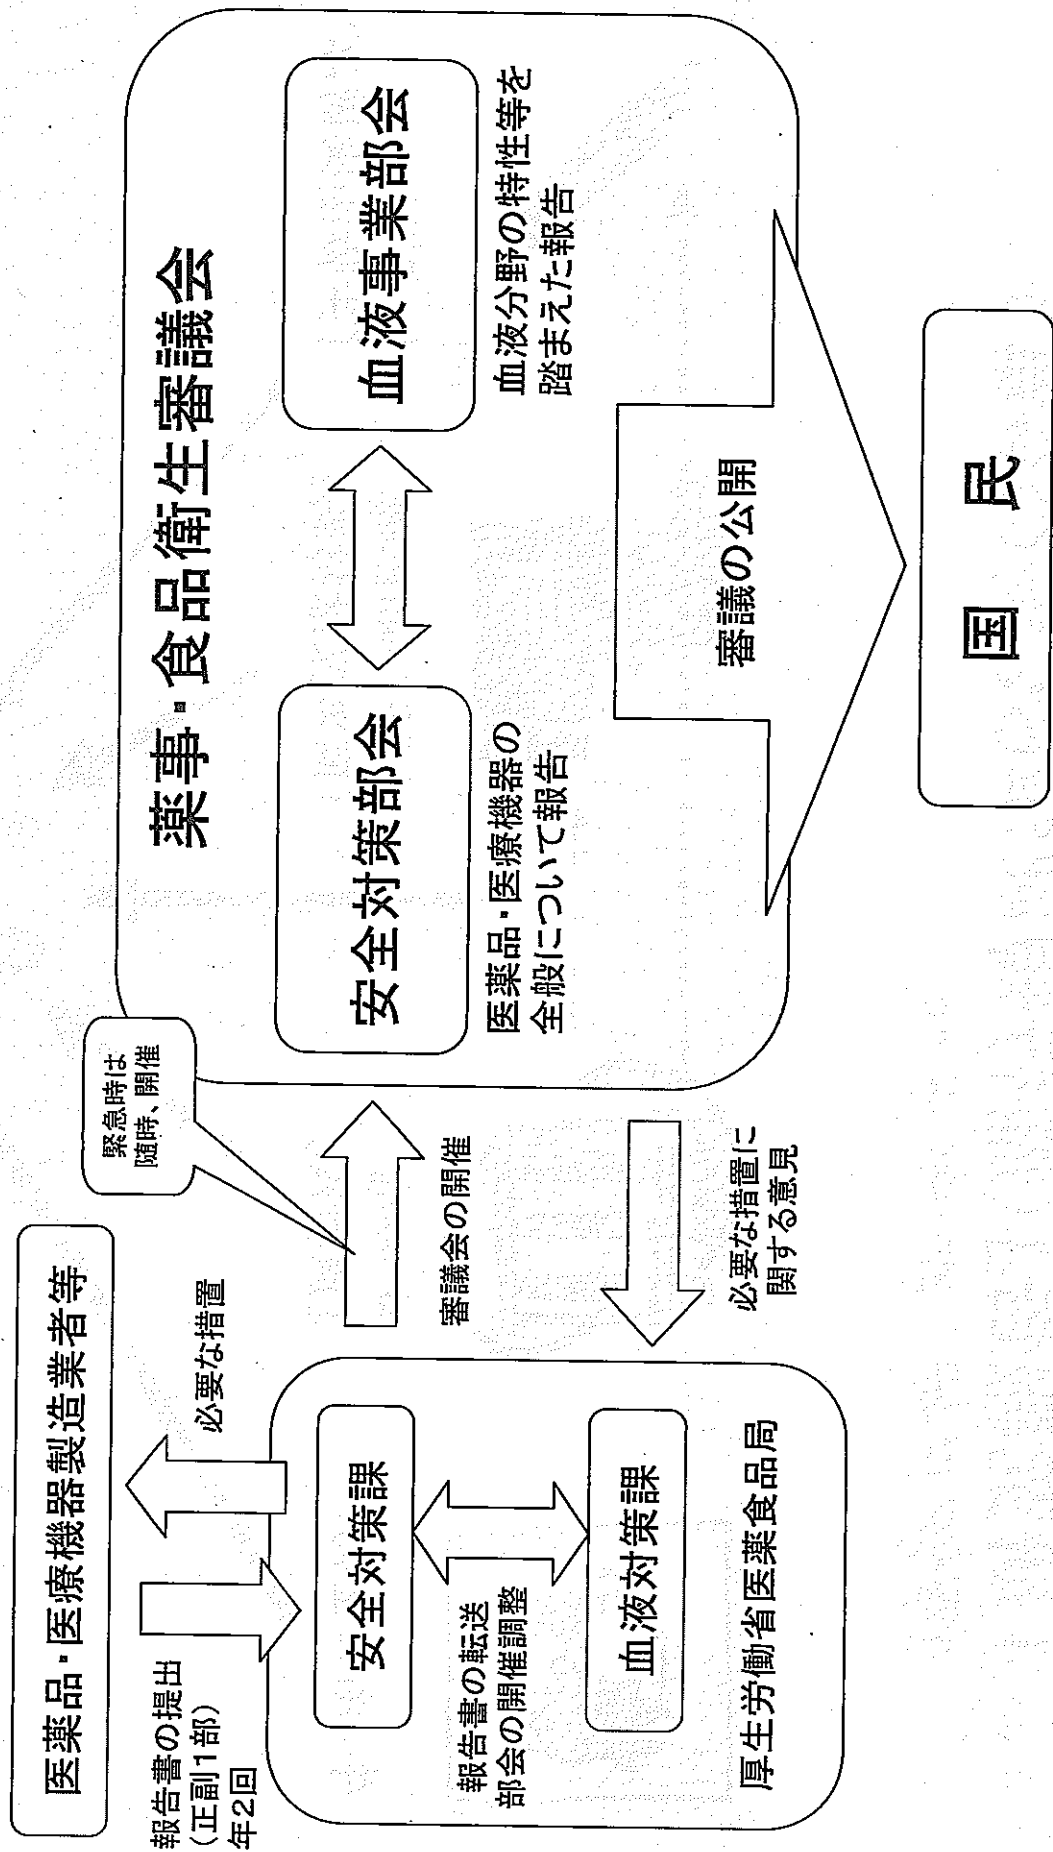 医薬品・医療機器製造業者等
報告書の提出
(正副1部)
年2回
必要な措置
安全対策課
報告書の転送
部会の開催調整
血液対策課
厚生労働省医薬食品局
緊急時は
随時、開催
審議会の開催
必要な措置に
関する意見
薬事・食品衛生審議会
安全対策部会
医薬品・医療機器の
全般について報告
血液事業部会
血液分野の特性等を
踏まえた報告
審議の公開
国民